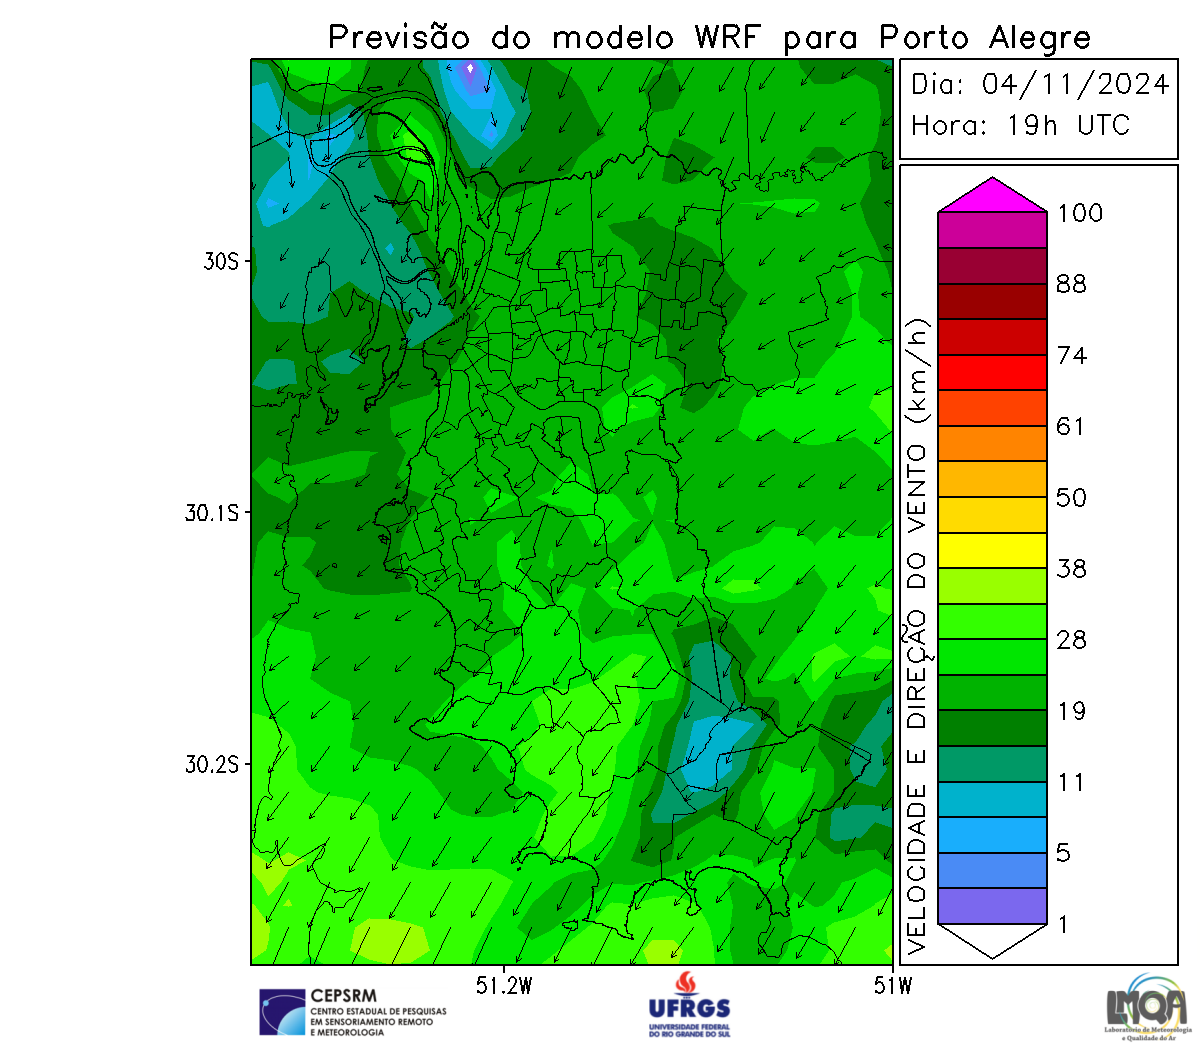 Previsão do modelo WRF para Porto Alegre
Dia: 04/11/2024
Hora: 19h UTC
100
88
74
61
50
38
28
19
11
5
1
VELOCIDADE E DIREÇÃO DO VENTO (km/h)
30S
30.1S
30.2S
51.2W
51W
CEPSRM
CENTRO ESTADUAL DE PESQUISAS
EM SENSORIAMENTO REMOTO
E METEOROLOGIA
UFRGS
UNIVERSIDADE FEDERAL
DO RIO GRANDE DO SUL
LMQA
Laboratório de Meteorologia
e Qualidade do Ar